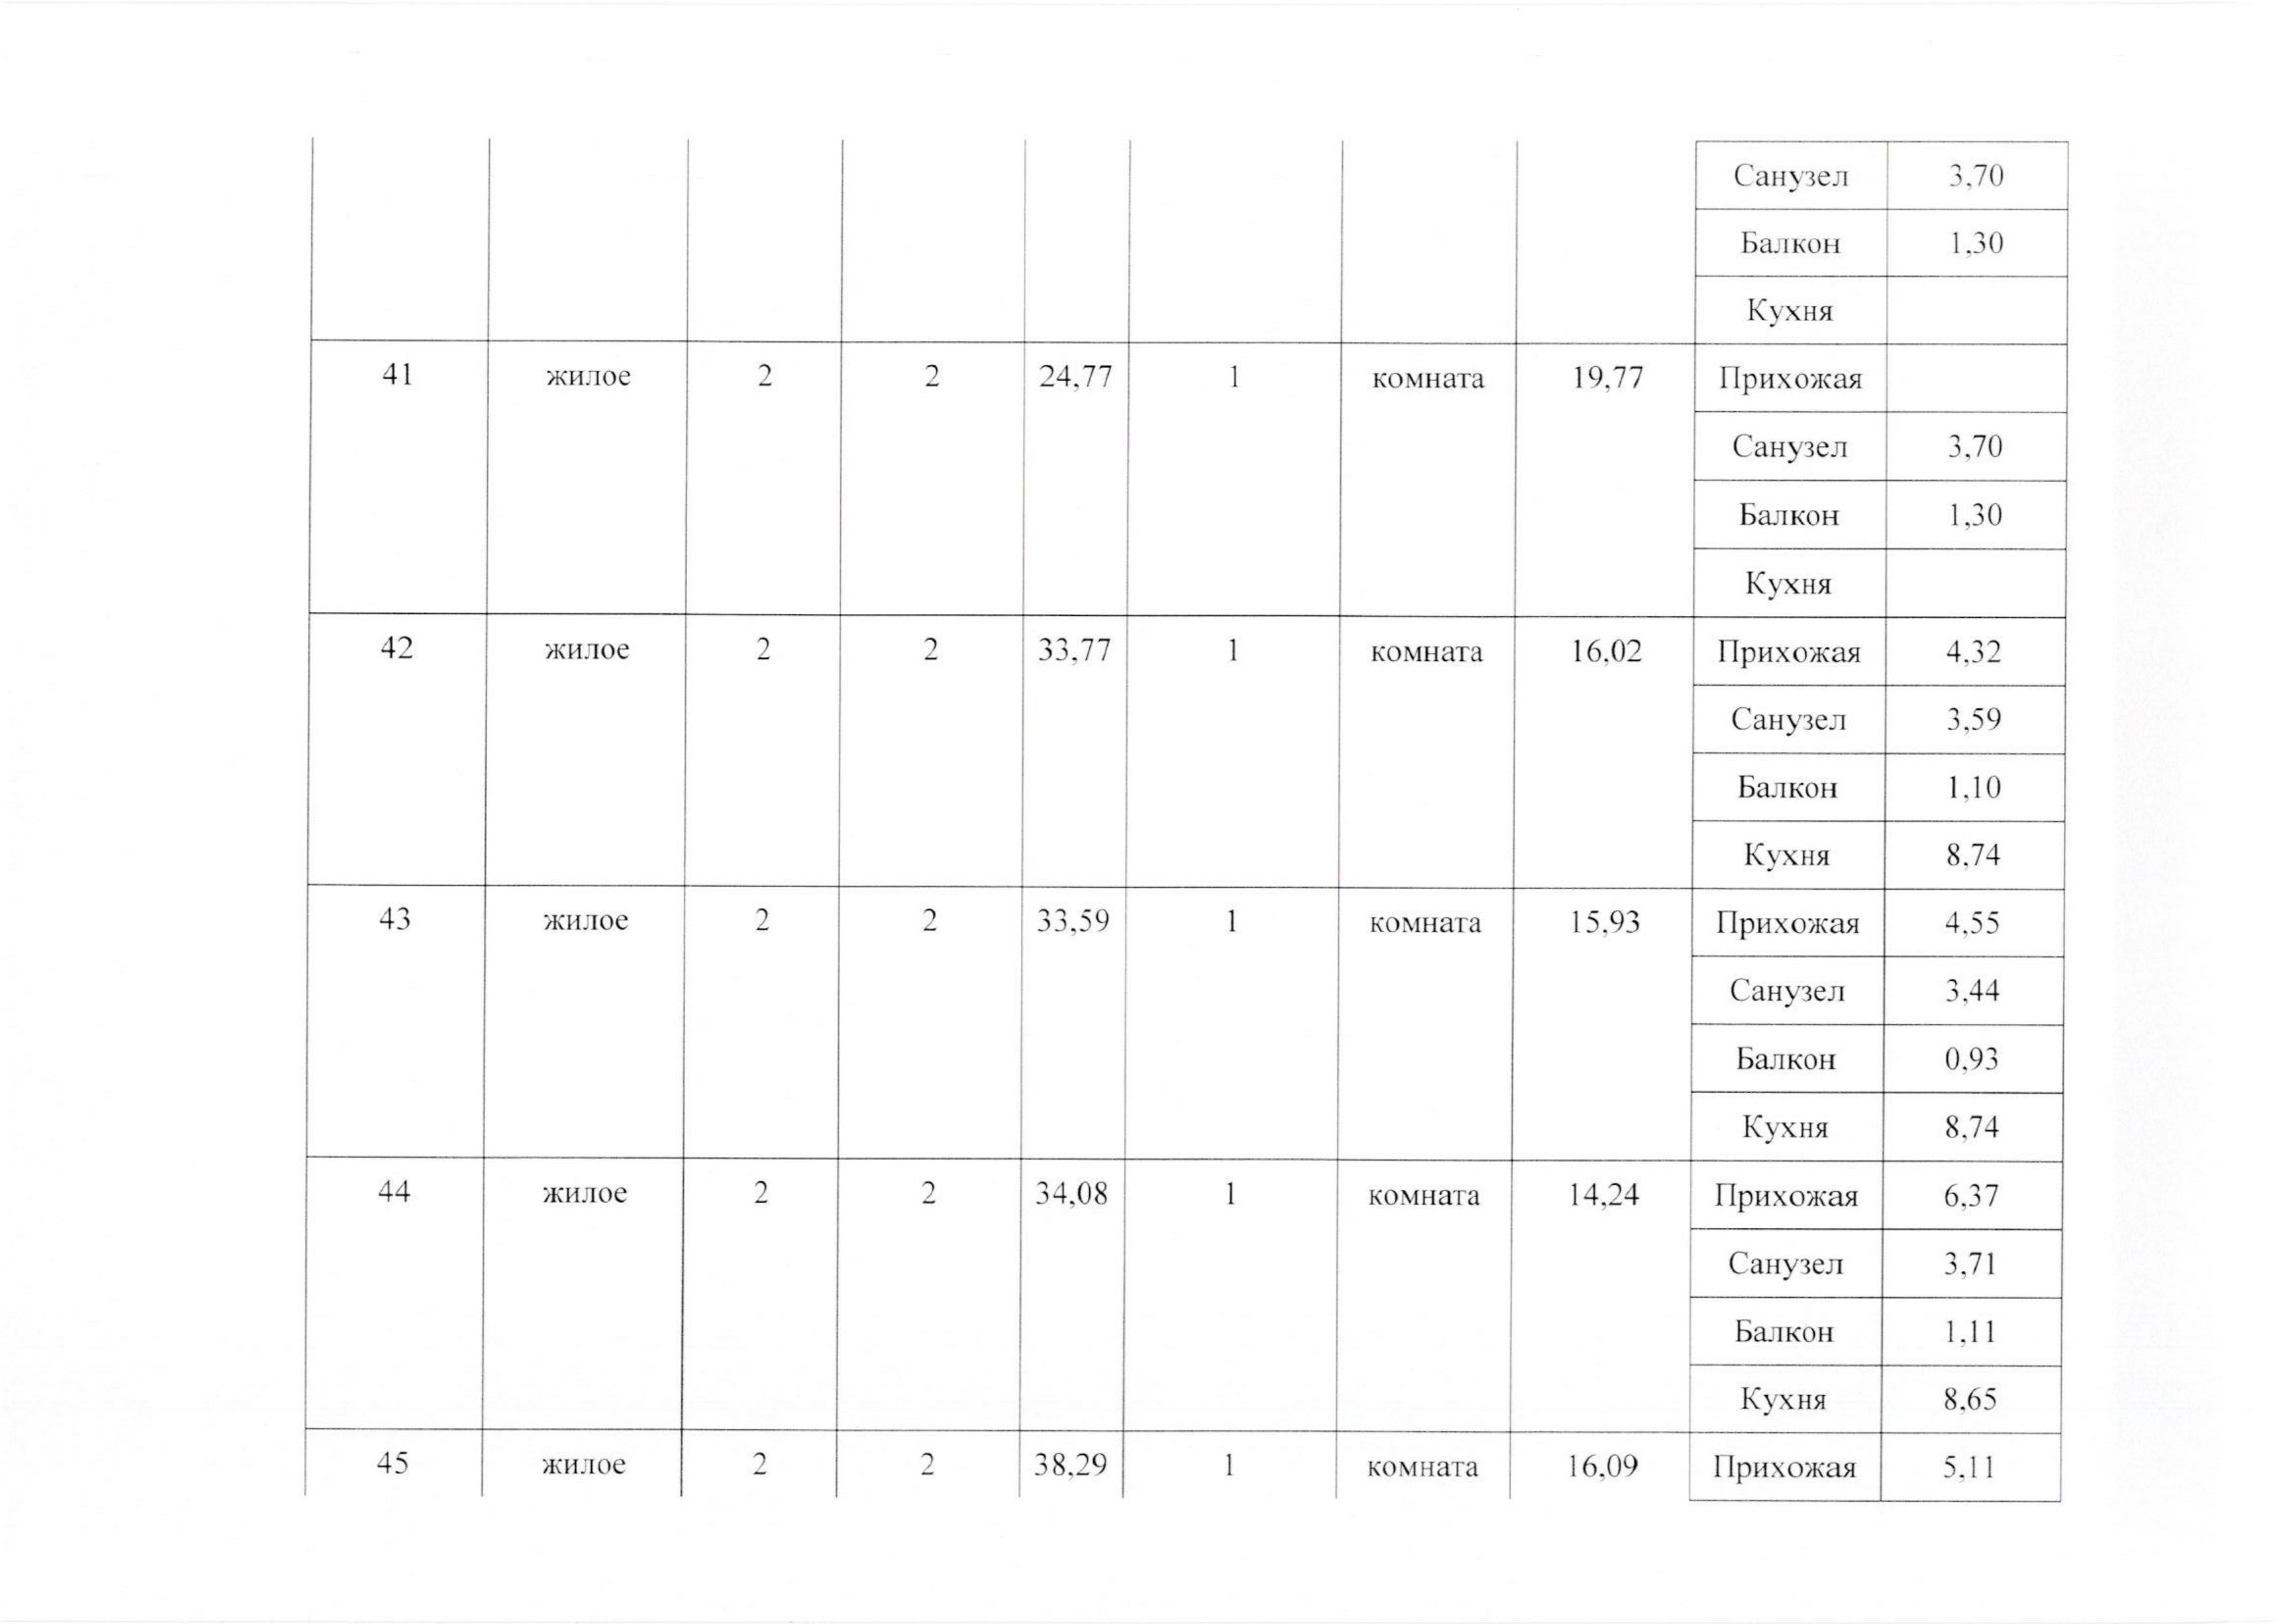 Санузел 3,70
Балкон 1,30
Кухня
41 жилое 2 2 24,77 1 комната 19,77 Прихожая
Санузел 3,70
Балкон 1,30
Кухня
42 жилое 2 2 33,77 1 комната 16,02 Прихожая 4,32
Санузел 3,59
Балкон 1,10
Кухня 8,74
43 жилое 2 2 33,59 1 комната 15,93 Прихожая 4,55
Санузел 3,44
Балкон 0,93
Кухня 8,74
44 жилое 2 2 34,08 1 комната 14,24 Прихожая 6,37
Санузел 3,71
Балкон 1,11
Кухня 8,65
45 жилое 2 2 38,29 1 комната 16,09 Прихожая 5,11